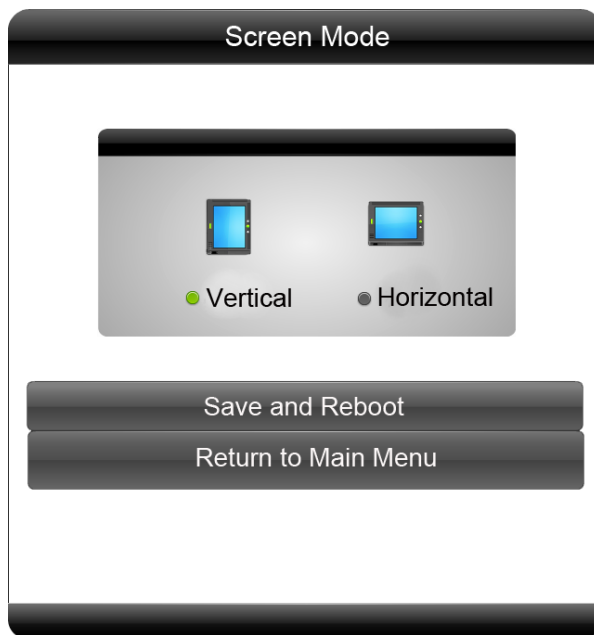 Screen Mode
Vertical
Horizontal
Save and Reboot
Return to Main Menu